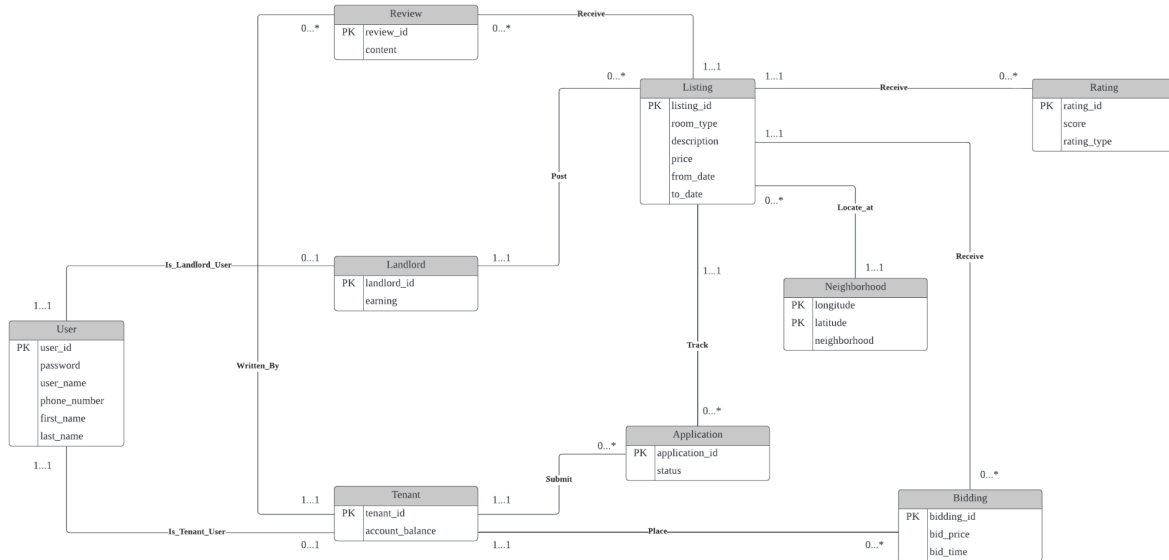 Review
PK review_id
content
0...*
0...*
Receive
1...1
0...*
Listing
PK listing_id
room_type
description
price
from_date
to_date
1...1
Receive
0...*
Rating
PK rating_id
score
rating_type
1...1
0...*
Locate_at
1...1
Receive
Post
Neighborhood
PK longitude
PK latitude
neighborhood
Is_Landlord_User
0...1
Landlord
PK landlord_id
earning
1...1
1...1
1...1
User
PK user_id
password
user_name
phone_number
first_name
last_name
1...1
Written_By
Track
0...*
0...*
Application
PK application_id
status
Submit
1...1
Tenant
PK tenant_id
account_balance
1...1
Is_Tenant_User
0...1
1...1
Place
0...*
0...*
Bidding
PK bidding_id
bid_price
bid_time